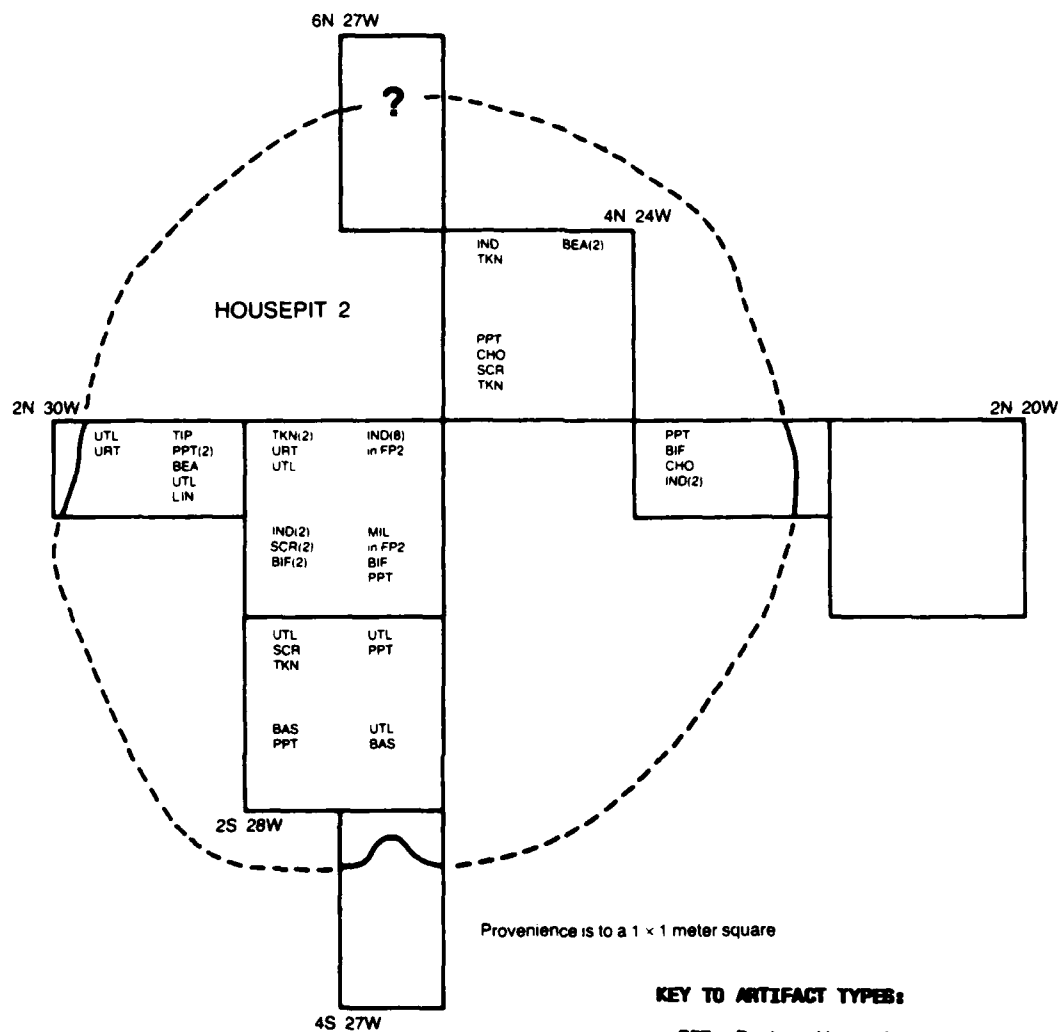 6N 27W
?
4N 24W
IND BEA(2)
TKN
HOUSEPIT 2
PPT
CHO
SCR
TKN
2N 30W
2N 20W
UTL
URT
TIP
PPT(2)
BEA
UTL
LIN
TKN(2)
URT
UTL
IND(8)
in FP2
PPT
BIF
CHO
IND(2)
IND(2)
SCR(2)
BIF(2)
MIL
in FP2
BIF
PPT
UTL
SCR
TKN
UTL
PPT
BAS
PPT
UTL
BAS
2S 28W
Provenience is to a 1 × 1 meter square
KEY TO ARTIFACT TYPES:
4S 27W